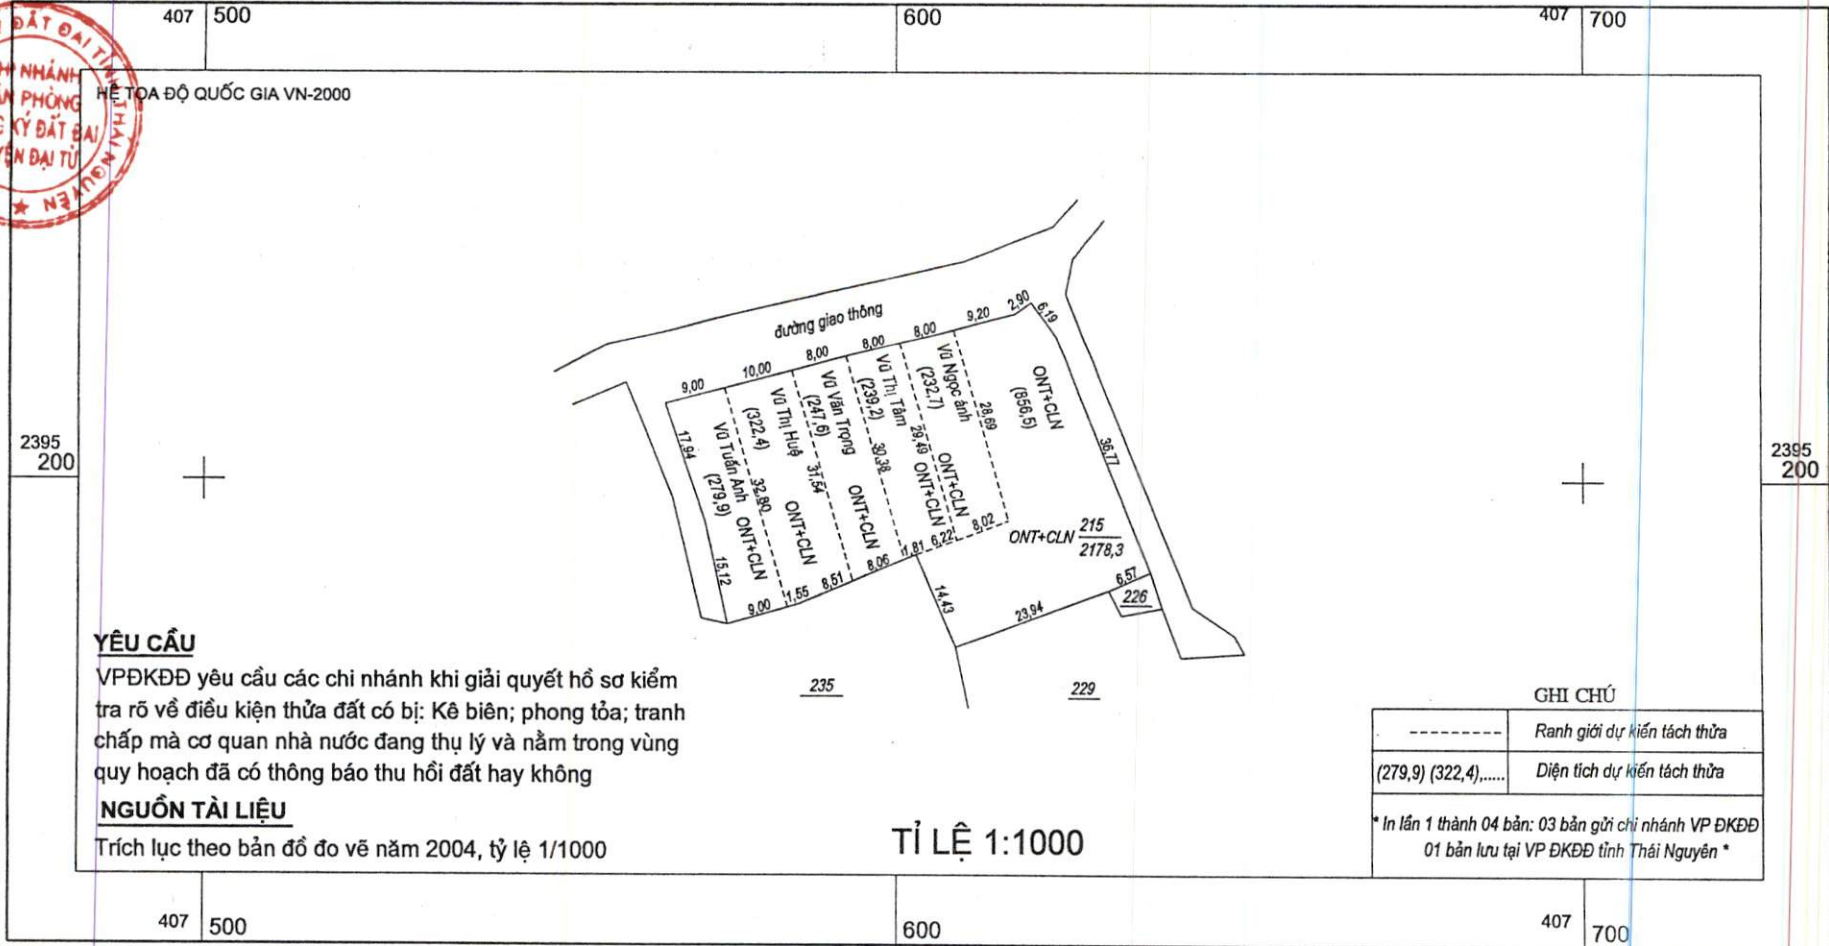 407 500
600
407 700
ĐẤT ĐAI TỈNH THÁI NGUYÊN ★
NHÁNH
PHÒNG
KÝ ĐẤT ĐAI
ĐẠI TỪ
HỆ TỌA ĐỘ QUỐC GIA VN-2000
2395
200
2395
200
đường giao thông
9,00
10,00
8,00
8,00
8,00
9,20
2,90
6,19
17,94
15,12
Vũ Tuấn Anh
(279,9)
ONT+CLN
32,80
Vũ Thị Huệ
(322,4)
ONT+CLN
31,54
Vũ Văn Trọng
(247,6)
ONT+CLN
30,38
Vũ Thị Tâm
(239,2)
ONT+CLN
29,49
Vũ Ngọc ánh
(232,7)
ONT+CLN
28,69
ONT+CLN
(856,5)
36,77
9,00
1,55
8,51
8,06
1,81
6,22
8,02
ONT+CLN 215
2178,3
14,43
23,94
6,57
226
235
229
YÊU CẦU
VPĐKĐĐ yêu cầu các chi nhánh khi giải quyết hồ sơ kiểm
tra rõ về điều kiện thửa đất có bị: Kê biên; phong tỏa; tranh
chấp mà cơ quan nhà nước đang thụ lý và nằm trong vùng
quy hoạch đã có thông báo thu hồi đất hay không
NGUỒN TÀI LIỆU
Trích lục theo bản đồ đo vẽ năm 2004, tỷ lệ 1/1000
TỈ LỆ 1:1000
GHI CHÚ
Ranh giới dự kiến tách thửa
(279,9) (322,4),..... Diện tích dự kiến tách thửa
* In lần 1 thành 04 bản: 03 bản gửi chi nhánh VP ĐKĐĐ
01 bản lưu tại VP ĐKĐĐ tỉnh Thái Nguyên *
407 500
600
407 700